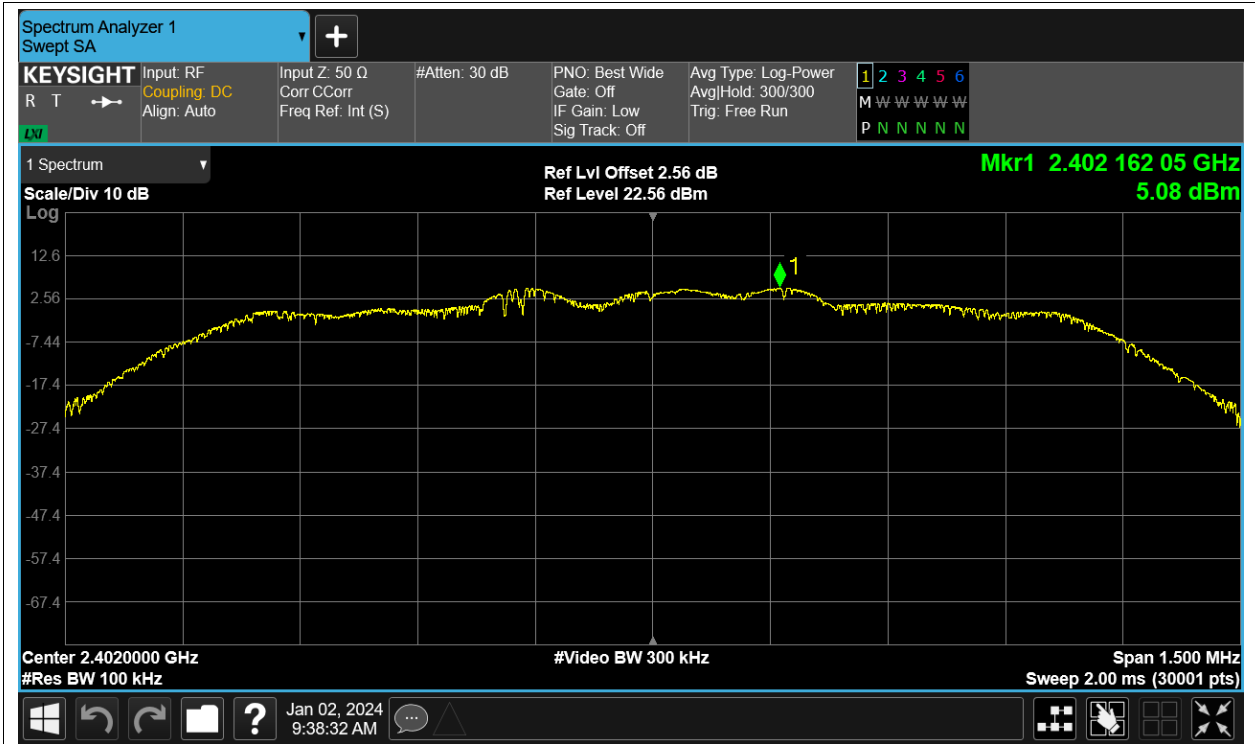 Spectrum Analyzer 1
Swept SA
KEYSIGHT
R T
LXI
Input: RF
Coupling: DC
Align: Auto
Input Z: 50 Ω
Corr CCorr
Freq Ref: Int (S)
#Atten: 30 dB
PNO: Best Wide
Gate: Off
IF Gain: Low
Sig Track: Off
Avg Type: Log-Power
Avg|Hold: 300/300
Trig: Free Run
1 2 3 4 5 6
M W W W W W
P N N N N N
1 Spectrum
Scale/Div 10 dB
Log
Ref Lvl Offset 2.56 dB
Ref Level 22.56 dBm
Mkr1 2.402 162 05 GHz
5.08 dBm
1
12.6
2.56
-7.44
-17.4
-27.4
-37.4
-47.4
-57.4
-67.4
Center 2.4020000 GHz
#Video BW 300 kHz
Span 1.500 MHz
#Res BW 100 kHz
Sweep 2.00 ms (30001 pts)
?
Jan 02, 2024
9:38:32 AM